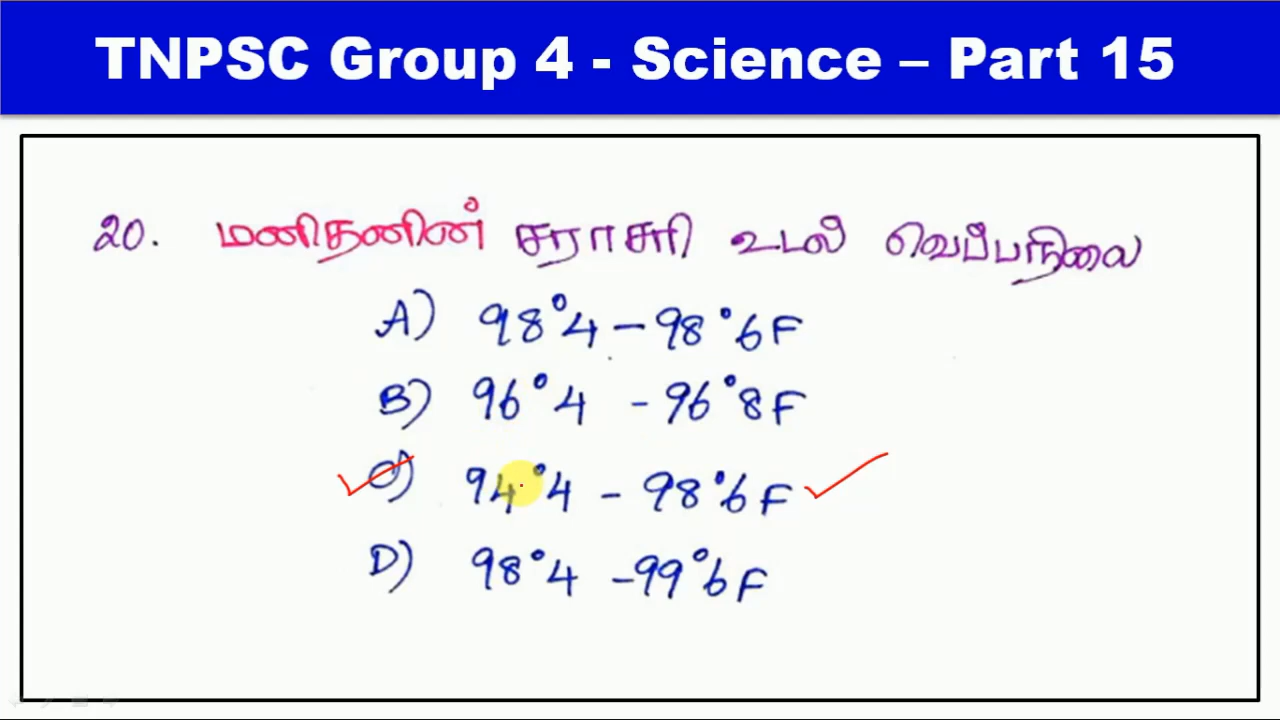 TNPSC Group 4 - Science – Part 15
20. மனிதனின் சராசரி உடல் வெப்பநிலை
A) 98°4 – 98°6F
B) 96°4 - 96°8F
C) 94°4 - 98°6F
D) 98°4 - 99°6F